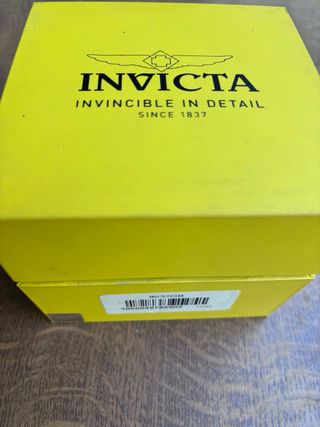 INVICTA
INVINCIBLE IN DETAIL
SINCE 1837